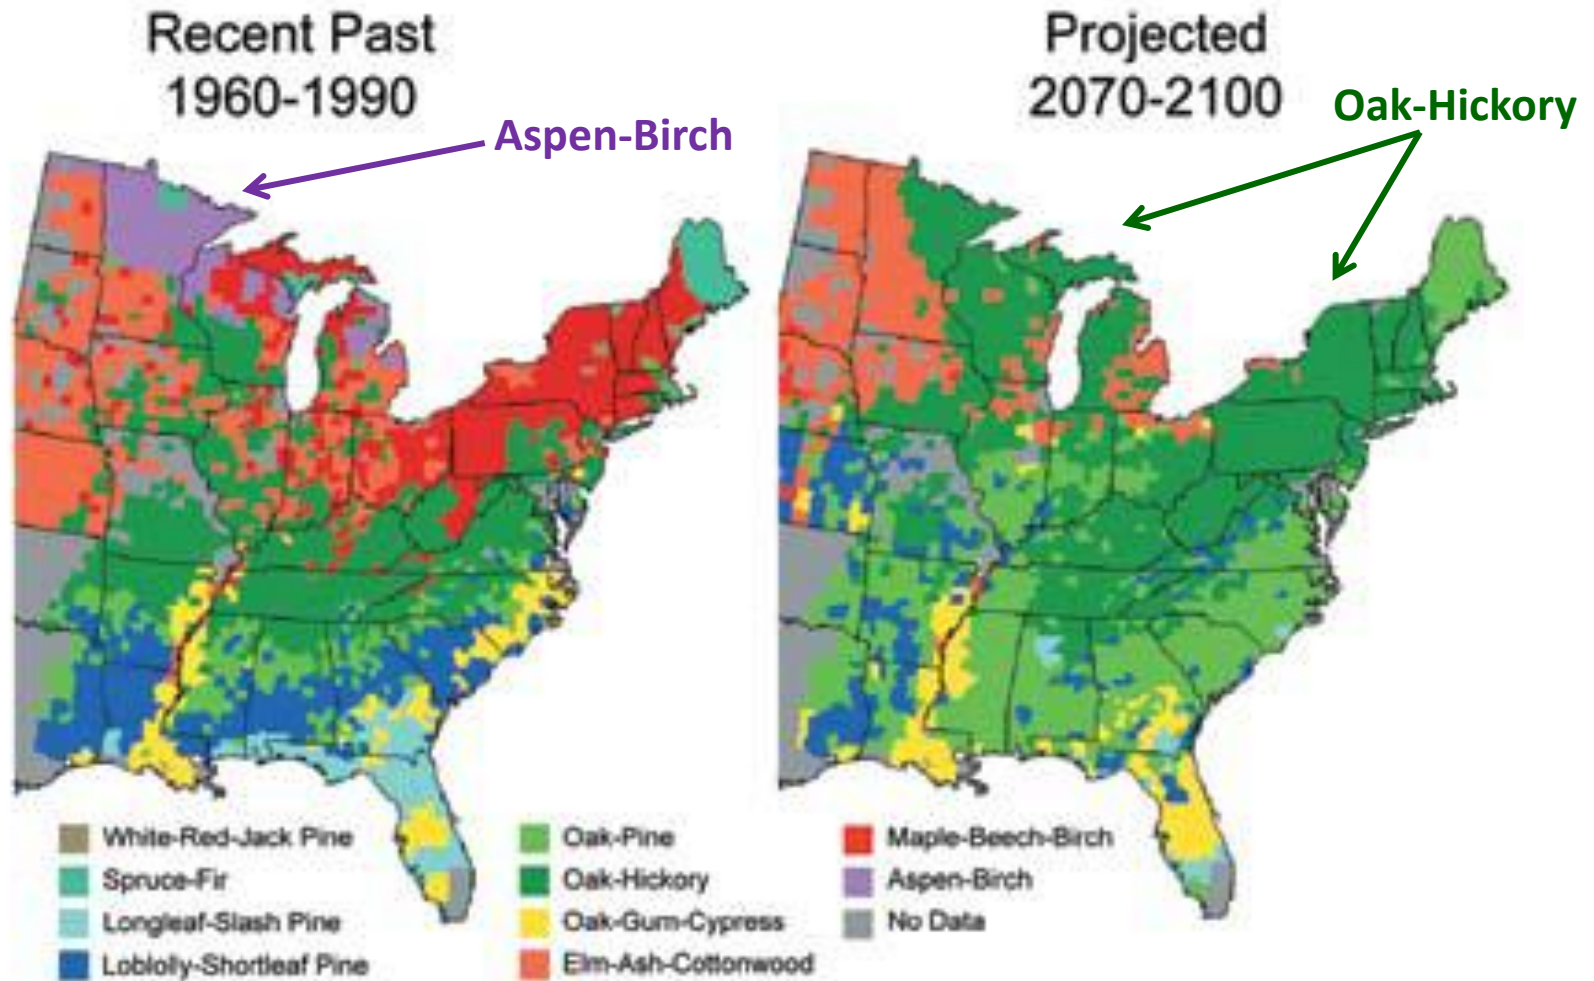 Recent Past
1960-1990
Projected
2070-2100
Aspen-Birch
Oak-Hickory
White-Red-Jack Pine
Spruce-Fir
Longleaf-Slash Pine
Loblolly-Shortleaf Pine
Oak-Pine
Oak-Hickory
Oak-Gum-Cypress
Elm-Ash-Cottonwood
Maple-Beech-Birch
Aspen-Birch
No Data